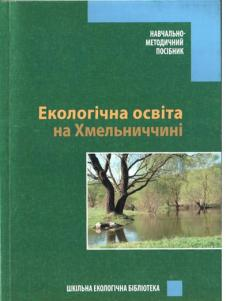 НАВЧАЛЬНО-
МЕТОДИЧНИЙ
ПОСІБНИК
Екологічна освіта
на Хмельниччині
ШКІЛЬНА ЕКОЛОГІЧНА БІБЛІОТЕКА